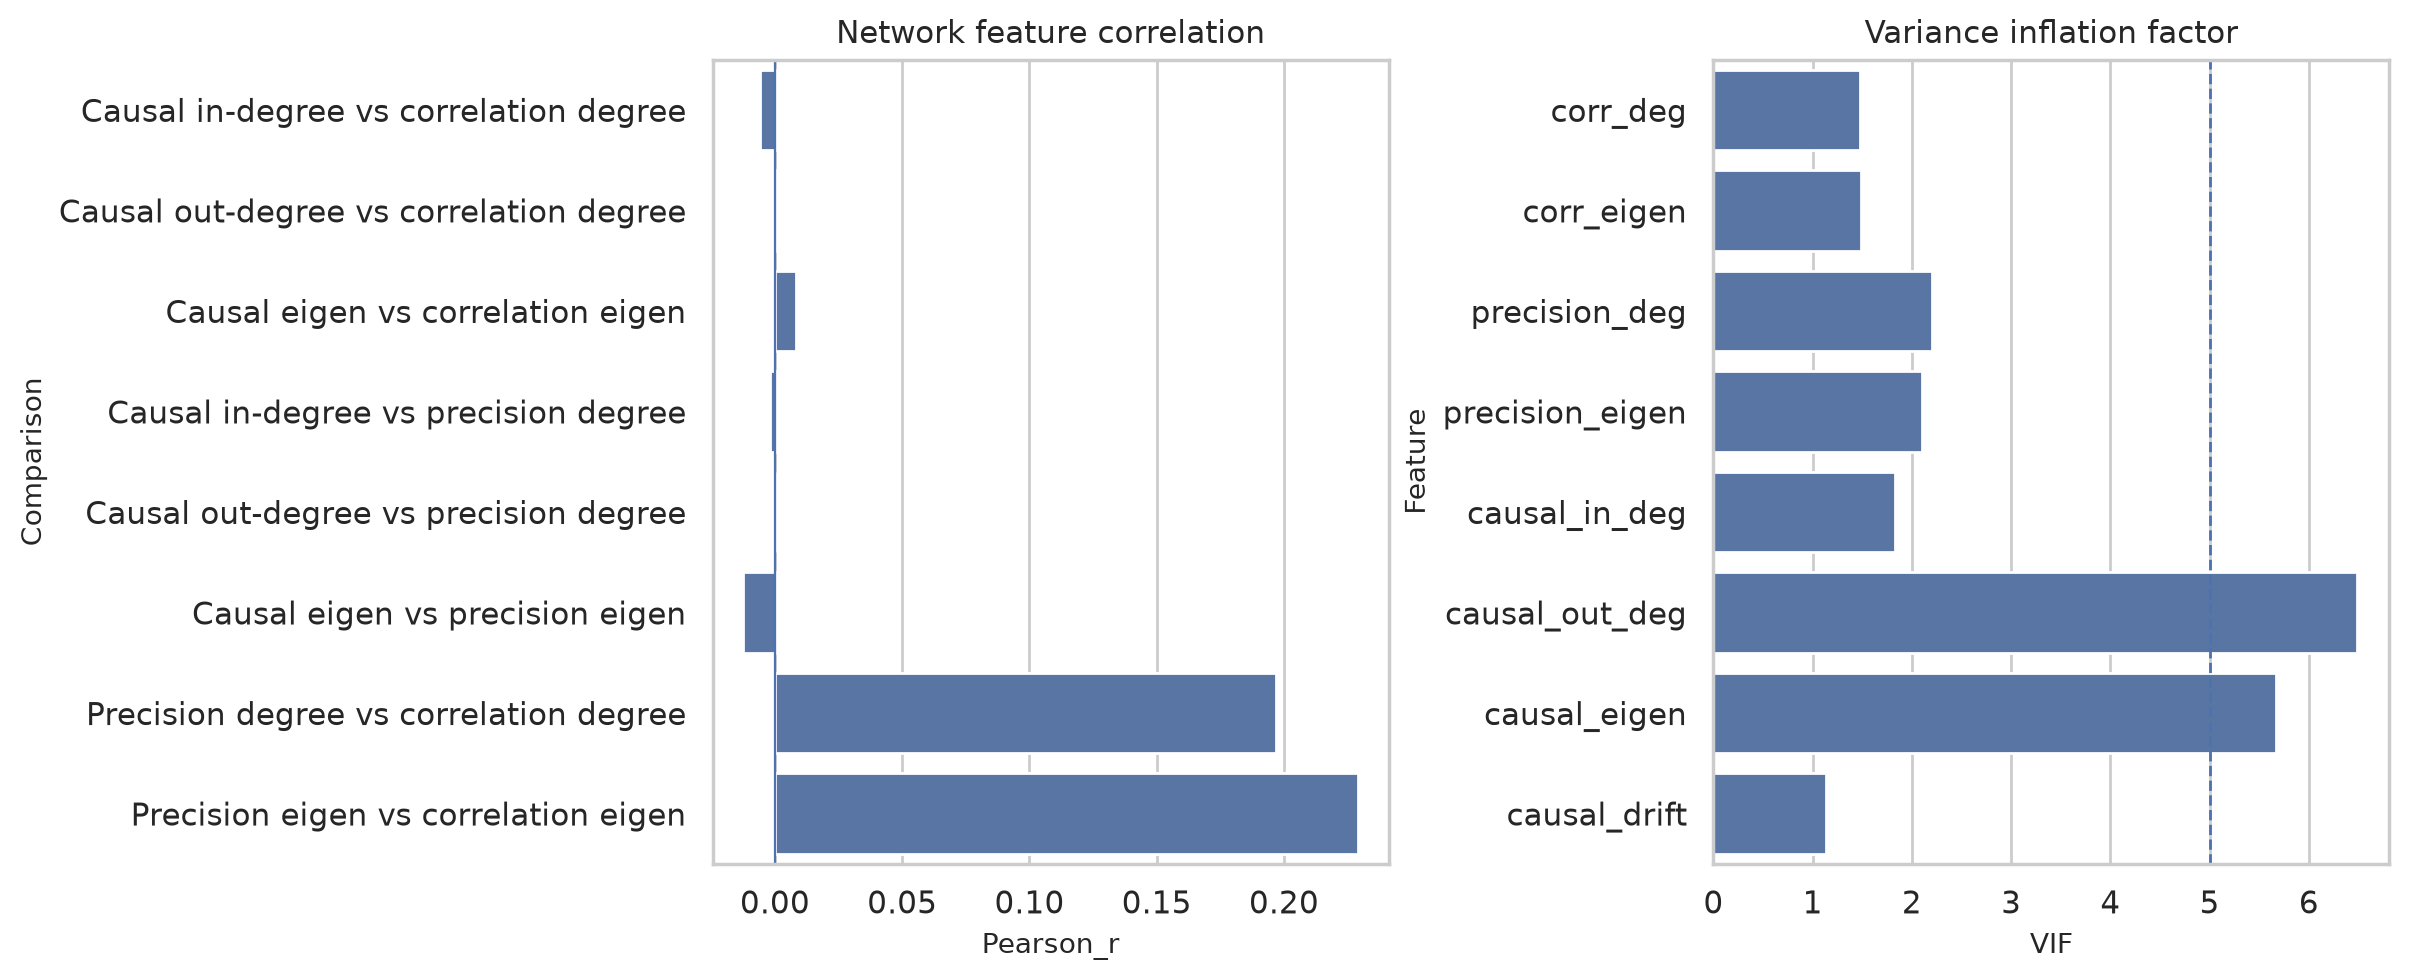 Network feature correlation
Comparison
Causal in-degree vs correlation degree
Causal out-degree vs correlation degree
Causal eigen vs correlation eigen
Causal in-degree vs precision degree
Causal out-degree vs precision degree
Causal eigen vs precision eigen
Precision degree vs correlation degree
Precision eigen vs correlation eigen
0.00 0.05 0.10 0.15 0.20
Pearson_r
Variance inflation factor
Feature
corr_deg
corr_eigen
precision_deg
precision_eigen
causal_in_deg
causal_out_deg
causal_eigen
causal_drift
0 1 2 3 4 5 6
VIF